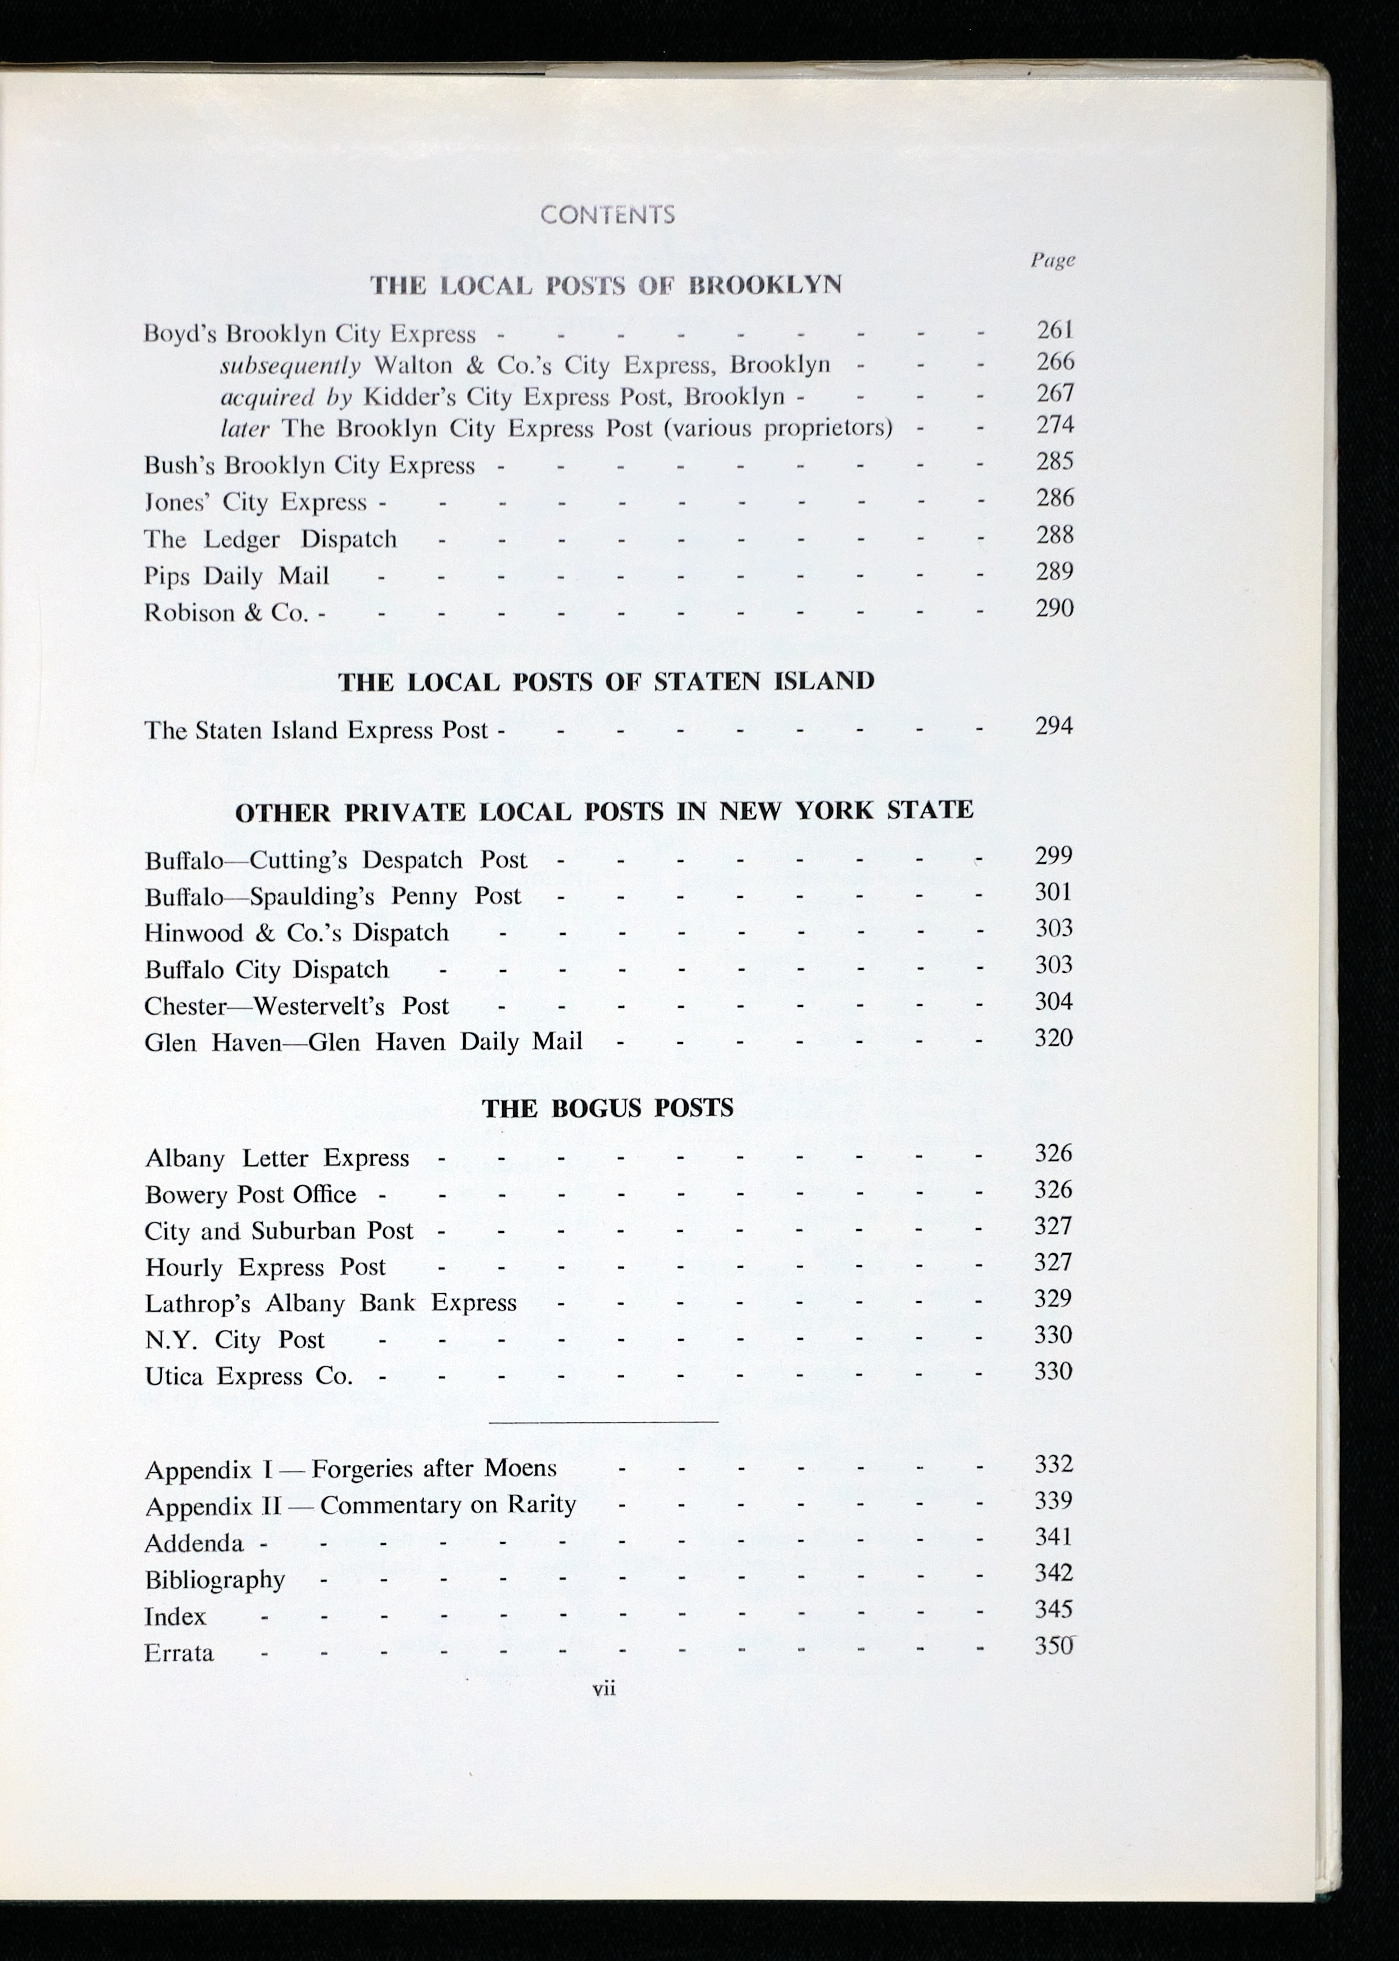 CONTENTS
Page
THE LOCAL POSTS OF BROOKLYN
Boyd's Brooklyn City Express - - - - - - - - - 261
subsequently Walton & Co.'s City Express, Brooklyn - - - 266
acquired by Kidder's City Express Post, Brooklyn - - - - 267
later The Brooklyn City Express Post (various proprietors) - - 274
Bush's Brooklyn City Express - - - - - - - - - 285
Jones' City Express - - - - - - - - - - - 286
The Ledger Dispatch - - - - - - - - - - 288
Pips Daily Mail - - - - - - - - - - - 289
Robison & Co. - - - - - - - - - - - - 290
THE LOCAL POSTS OF STATEN ISLAND
The Staten Island Express Post - - - - - - - - - 294
OTHER PRIVATE LOCAL POSTS IN NEW YORK STATE
Buffalo—Cutting's Despatch Post - - - - - - - - 299
Buffalo—Spaulding's Penny Post - - - - - - - - 301
Hinwood & Co.'s Dispatch - - - - - - - - - 303
Buffalo City Dispatch - - - - - - - - - - 303
Chester—Westervelt's Post - - - - - - - - - 304
Glen Haven—Glen Haven Daily Mail - - - - - - - 320
THE BOGUS POSTS
Albany Letter Express - - - - - - - - - - 326
Bowery Post Office - - - - - - - - - - - 326
City and Suburban Post - - - - - - - - - - 327
Hourly Express Post - - - - - - - - - - 327
Lathrop's Albany Bank Express - - - - - - - - 329
N.Y. City Post - - - - - - - - - - - 330
Utica Express Co. - - - - - - - - - - - 330
Appendix I — Forgeries after Moens - - - - - - - 332
Appendix II — Commentary on Rarity - - - - - - - 339
Addenda - - - - - - - - - - - - - 341
Bibliography - - - - - - - - - - - - 342
Index - - - - - - - - - - - - - 345
Errata - - - - - - - - - - - - - 350
vii